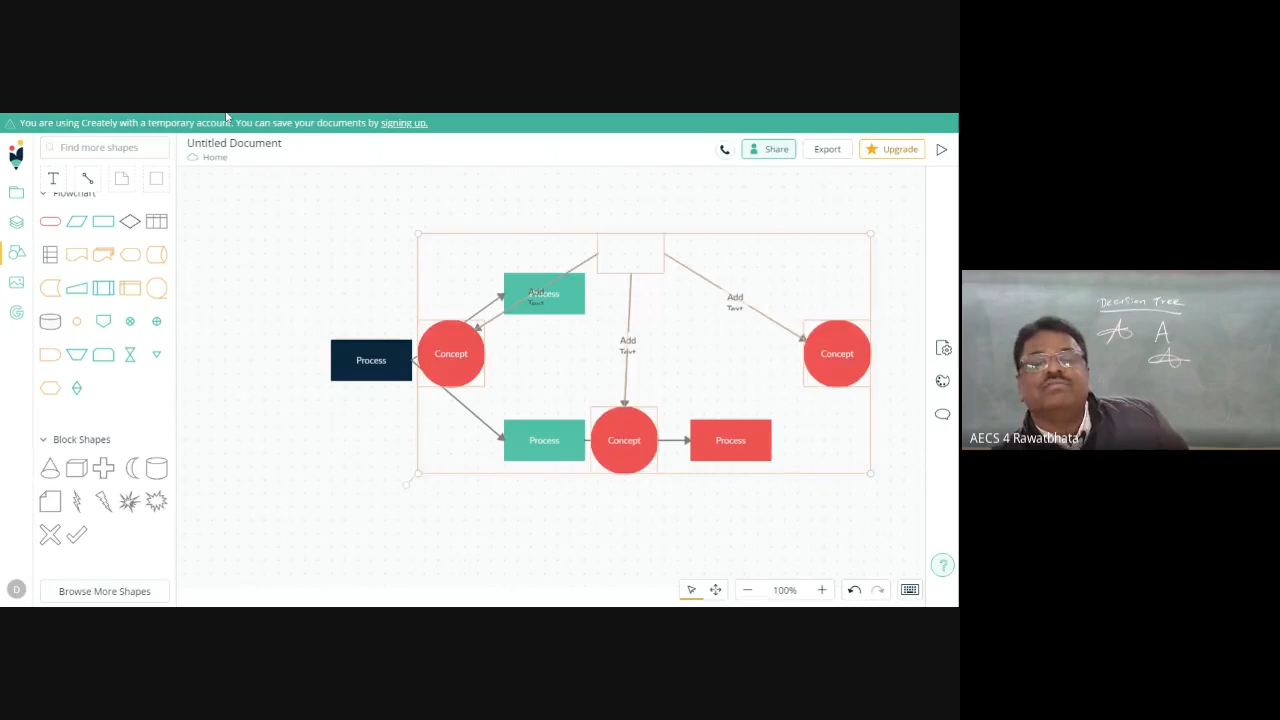 You are using Creately with a temporary account. You can save your documents by signing up.
Find more shapes
Untitled Document
Home
Share
Export
Upgrade
T
Flowchart
Process
Add
Text
Add
Text
Concept
Process
Add
Text
Concept
Process
Concept
Process
Block Shapes
Browse More Shapes
D
100%
?
Decision Tree
A A
A
AECS 4 Rawatbhata